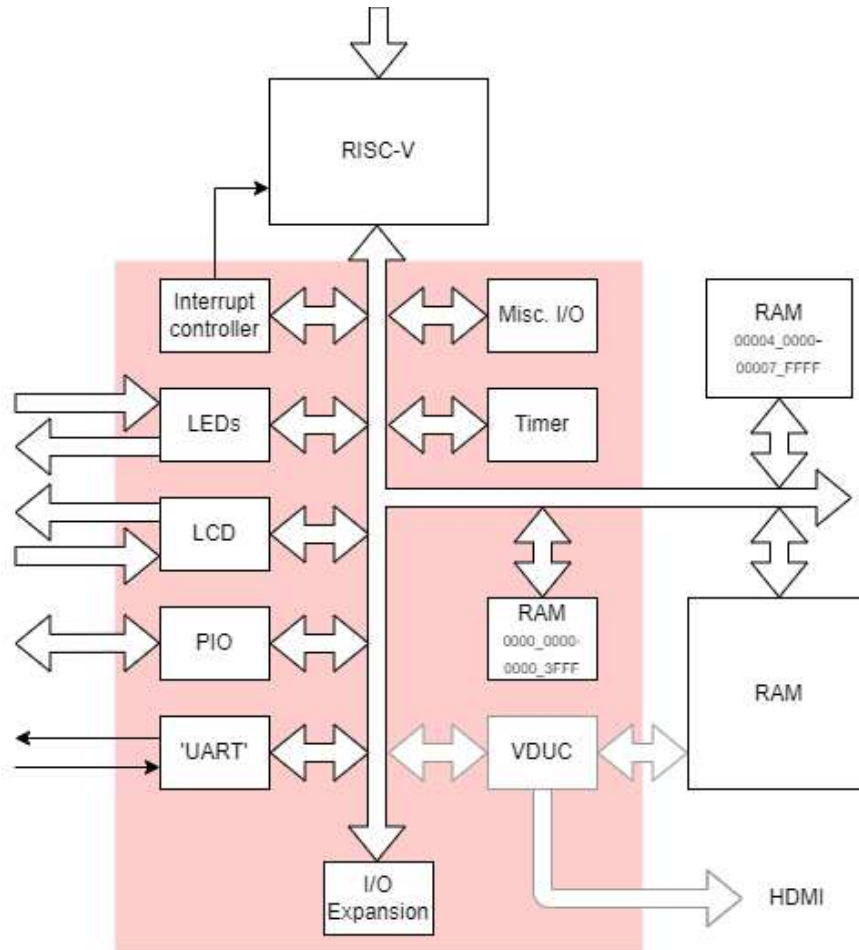 RISC-V
Interrupt
controller
Misc. I/O
RAM
00004_0000-
00007_FFFF
LEDs
Timer
LCD
RAM
0000_0000-
0000_3FFF
PIO
RAM
'UART'
VDUC
I/O
Expansion
HDMI